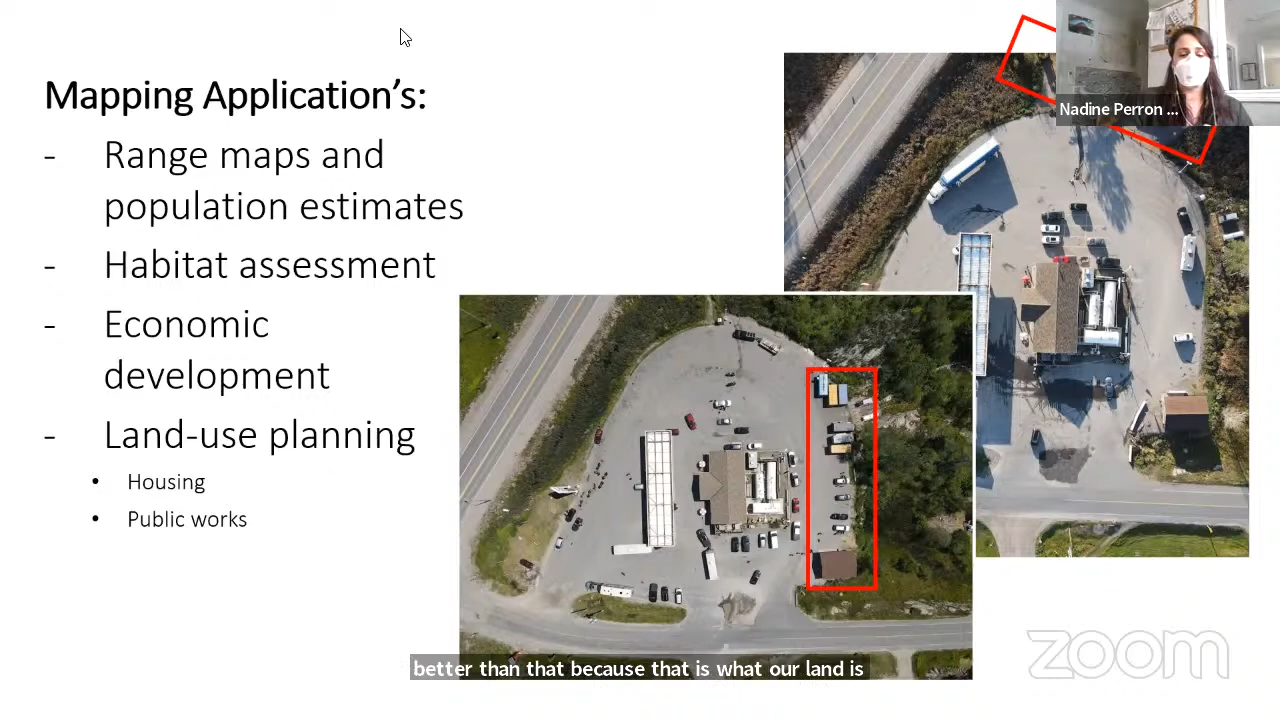 Mapping Application's:
- Range maps and
population estimates
- Habitat assessment
- Economic
development
- Land-use planning
• Housing
• Public works
Nadine Perron ...
better than that because that is what our land is
zoom